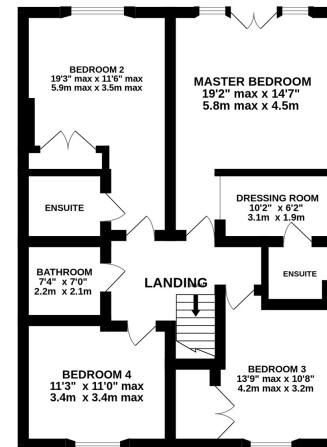 BEDROOM 2
19'3" max x 11'6" max
5.9m max x 3.5m max
MASTER BEDROOM
19'2" max x 14'7"
5.8m max x 4.5m
ENSUITE
DRESSING ROOM
10'2" x 6'2"
3.1m x 1.9m
BATHROOM
7'4" x 7'0"
2.2m x 2.1m
LANDING
ENSUITE
BEDROOM 4
11'3" x 11'0" max
3.4m x 3.4m max
BEDROOM 3
13'9" max x 10'8"
4.2m max x 3.2m